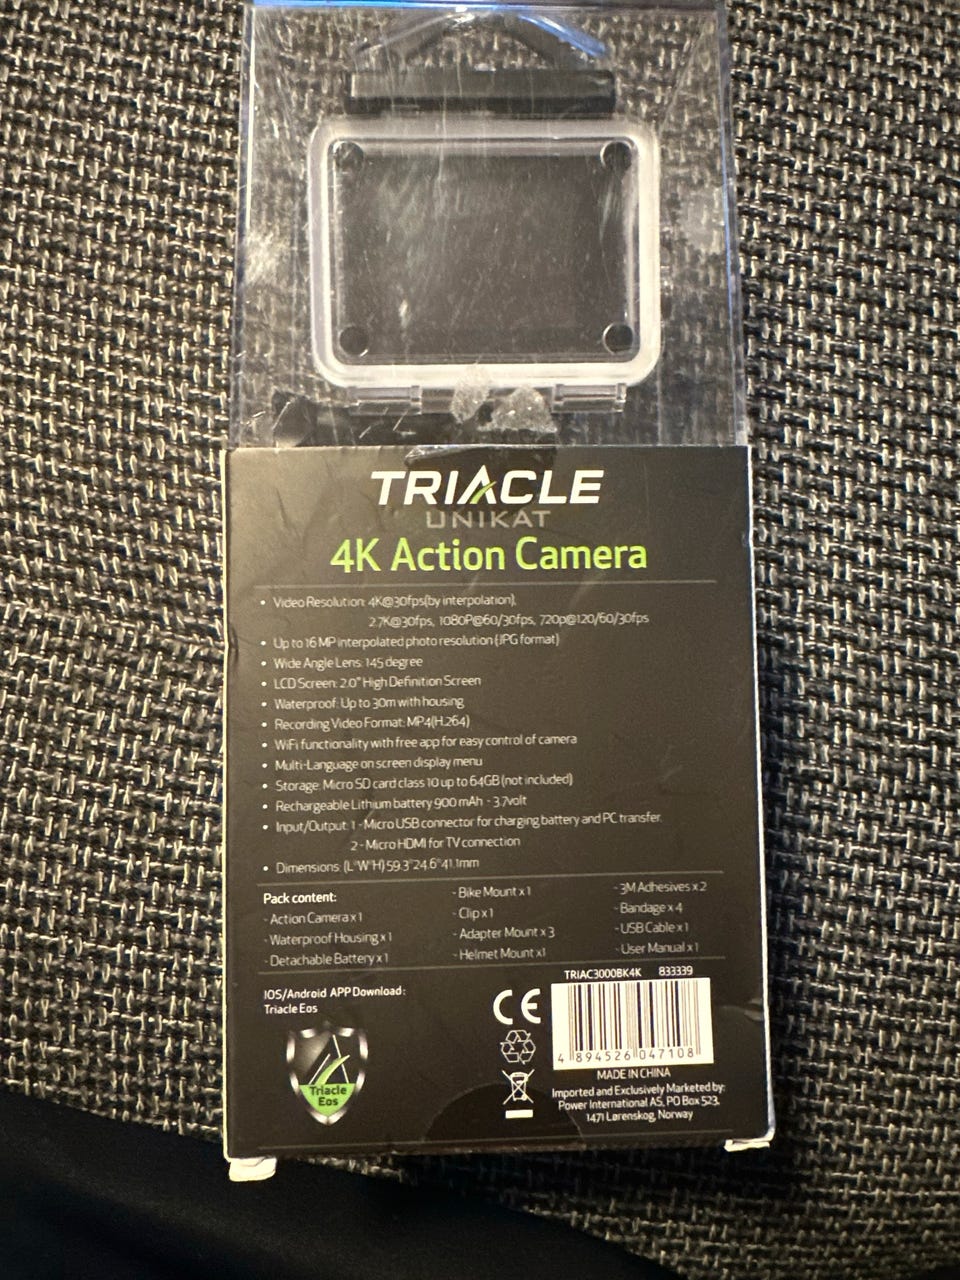 TRIACLE
UNIKAT
4K Action Camera
• Video Resolution: 4K@30fps(by interpolation),
2.7K@30fps, 1080P@60/30fps, 720p@120/60/30fps
• Up to 16 MP interpolated photo resolution (JPG format)
• Wide Angle Lens: 145 degree
• LCD Screen: 2.0" High Definition Screen
• Waterproof: Up to 30m with housing
• Recording Video Format: MP4(H.264)
• WiFi functionality with free app for easy control of camera
• Multi-Language on screen display menu
• Storage: Micro SD card class 10 up to 64GB (not included)
• Rechargeable Lithium battery 900 mAh - 3.7volt
• Input/Output: 1 - Micro USB connector for charging battery and PC transfer.
2 - Micro HDMI for TV connection
• Dimensions: (L*W*H) 59.3*24.6*41.1mm
Pack content:
- Action Camera x 1
- Waterproof Housing x 1
- Detachable Battery x 1
- Bike Mount x 1
- Clip x 1
- Adapter Mount x 3
- Helmet Mount x1
- 3M Adhesives x 2
- Bandage x 4
- USB Cable x 1
- User Manual x 1
IOS/Android APP Download:
Triacle Eos
Triacle
Eos
CE
TRIAC3000BK4K 833339
4 894526 047108
MADE IN CHINA
Imported and Exclusively Marketed by:
Power International AS, PO Box 523,
1471 Lørenskog, Norway